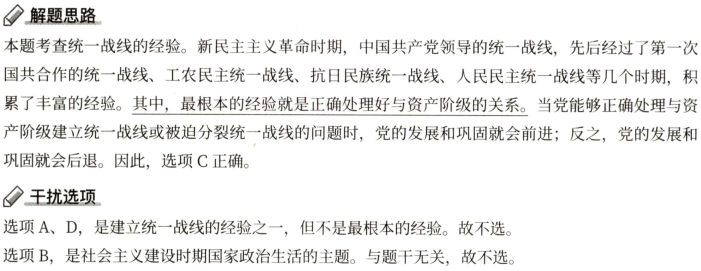 解题思路
本题考查统一战线的经验。新民主主义革命时期，中国共产党领导的统一战线，先后经过了第一次
国共合作的统一战线、工农民主统一战线、抗日民族统一战线、人民民主统一战线等几个时期，积
累了丰富的经验。其中，最根本的经验就是正确处理好与资产阶级的关系。当党能够正确处理与资
产阶级建立统一战线或被迫分裂统一战线的问题时，党的发展和巩固就会前进；反之，党的发展和
巩固就会后退。因此，选项 C 正确。
干扰选项
选项 A、D，是建立统一战线的经验之一，但不是最根本的经验。故不选。
选项 B，是社会主义建设时期国家政治生活的主题。与题干无关，故不选。